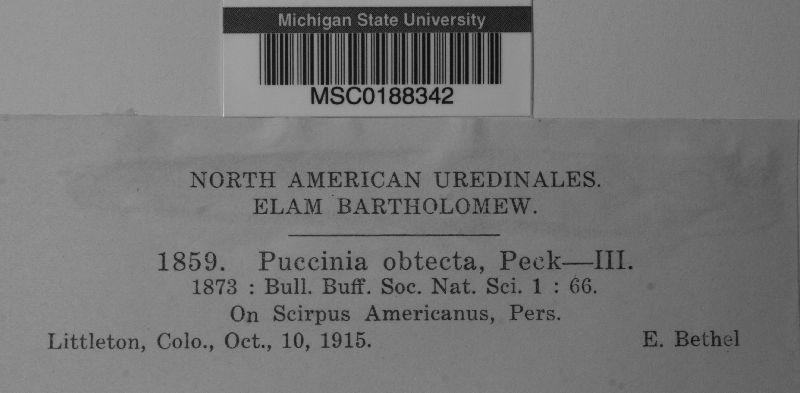 Michigan State University
MSC0188342
NORTH AMERICAN UREDINALES.
ELAM BARTHOLOMEW.
1859. Puccinia obtecta, Peck—III.
1873 : Bull. Buff. Soc. Nat. Sci. 1 : 66.
On Scirpus Americanus, Pers.
Littleton, Colo., Oct., 10, 1915. E. Bethel